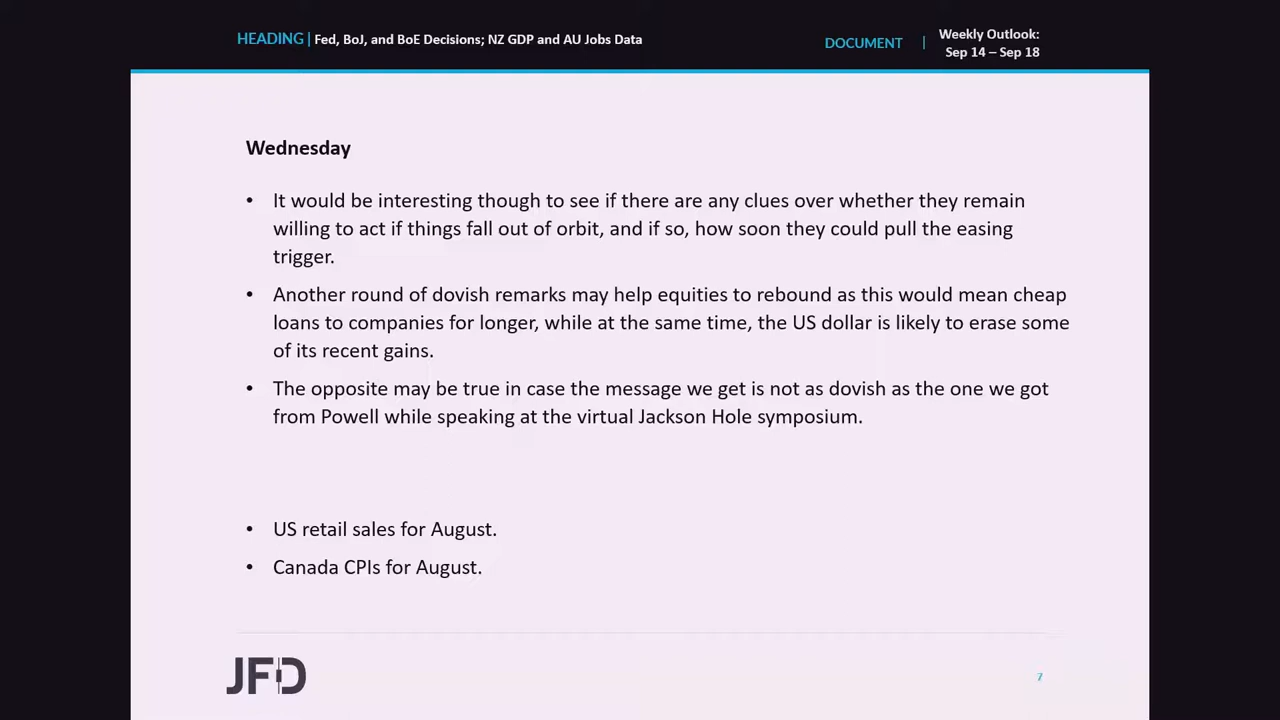 HEADING | Fed, BoJ, and BoE Decisions; NZ GDP and AU Jobs Data
DOCUMENT | Weekly Outlook:
Sep 14 – Sep 18
Wednesday
• It would be interesting though to see if there are any clues over whether they remain
willing to act if things fall out of orbit, and if so, how soon they could pull the easing
trigger.
• Another round of dovish remarks may help equities to rebound as this would mean cheap
loans to companies for longer, while at the same time, the US dollar is likely to erase some
of its recent gains.
• The opposite may be true in case the message we get is not as dovish as the one we got
from Powell while speaking at the virtual Jackson Hole symposium.
• US retail sales for August.
• Canada CPIs for August.
JFD
7